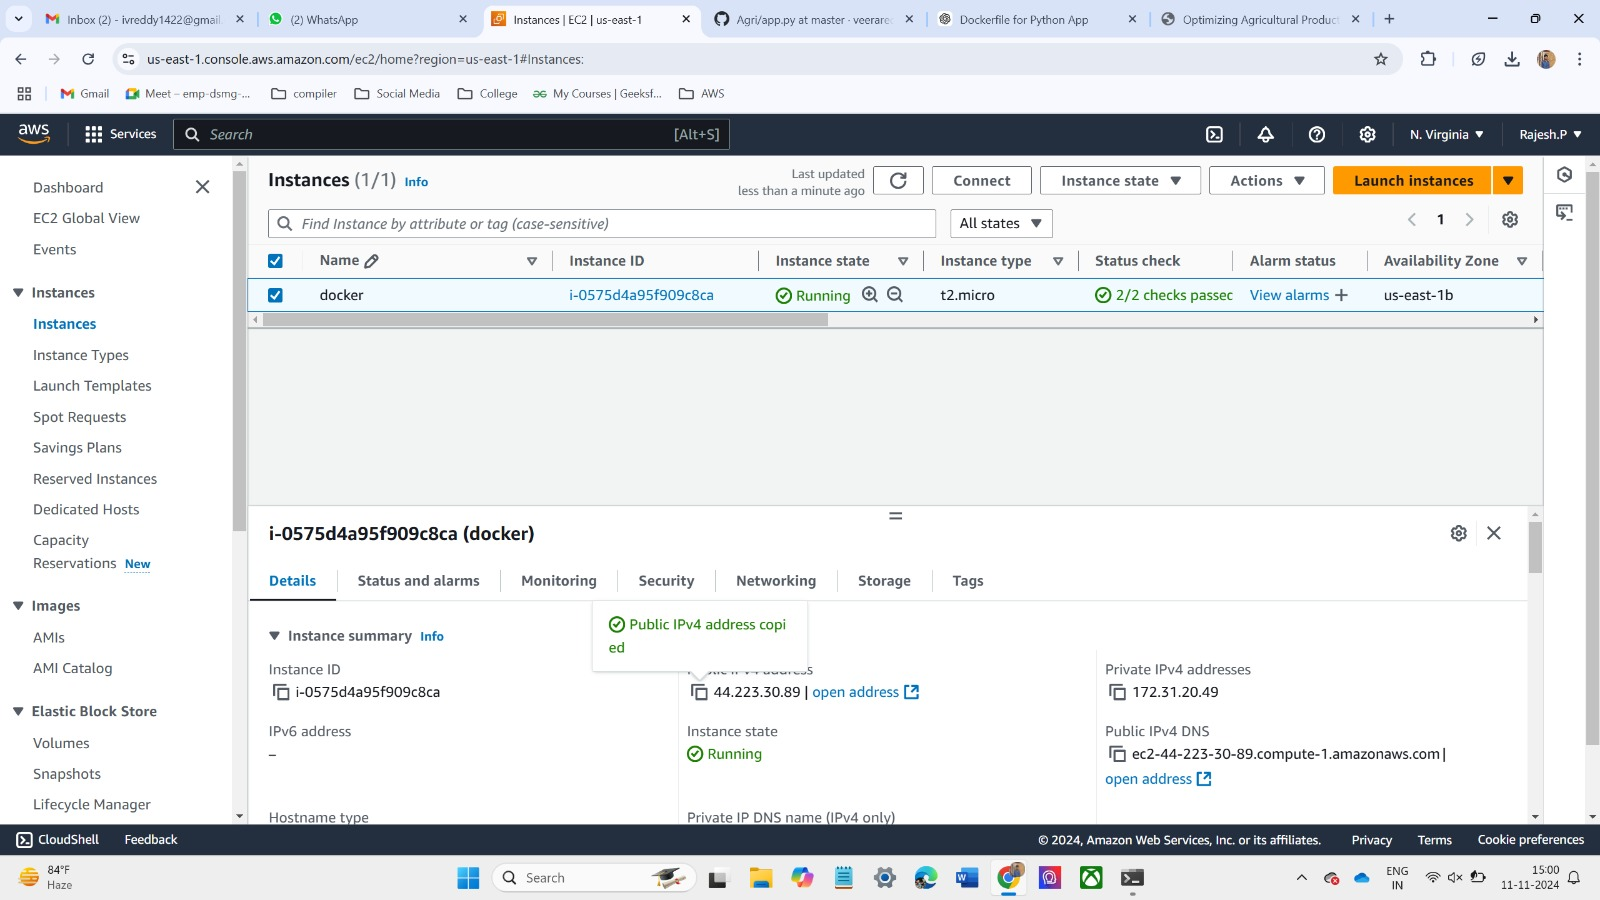 Inbox (2) - ivreddy1422@gmail.
(2) WhatsApp
Instances | EC2 | us-east-1
Agri/app.py at master · veerarec
Dockerfile for Python App
Optimizing Agricultural Product
us-east-1.console.aws.amazon.com/ec2/home?region=us-east-1#Instances:
Gmail
Meet – emp-dsmg-...
compiler
Social Media
College
My Courses | Geeksf...
AWS
aws
Services
Search
[Alt+S]
N. Virginia
Rajesh.P
Dashboard
EC2 Global View
Events
Instances
Instances
Instance Types
Launch Templates
Spot Requests
Savings Plans
Reserved Instances
Dedicated Hosts
Capacity
Reservations New
Images
AMIs
AMI Catalog
Elastic Block Store
Volumes
Snapshots
Lifecycle Manager
Instances (1/1) Info
Last updated
less than a minute ago
Connect
Instance state
Actions
Launch instances
Find Instance by attribute or tag (case-sensitive)
All states
1
Name
Instance ID
Instance state
Instance type
Status check
Alarm status
Availability Zone
docker
i-0575d4a95f909c8ca
Running
t2.micro
2/2 checks passec
View alarms
us-east-1b
i-0575d4a95f909c8ca (docker)
Details
Status and alarms
Monitoring
Security
Networking
Storage
Tags
Public IPv4 address copi
ed
Instance summary Info
Instance ID
i-0575d4a95f909c8ca
Public IPv4 address
44.223.30.89 | open address
Private IPv4 addresses
172.31.20.49
IPv6 address
–
Instance state
Running
Public IPv4 DNS
ec2-44-223-30-89.compute-1.amazonaws.com |
open address
Hostname type
Private IP DNS name (IPv4 only)
CloudShell
Feedback
© 2024, Amazon Web Services, Inc. or its affiliates.
Privacy
Terms
Cookie preferences
84°F
Haze
Search
ENG
IN
15:00
11-11-2024